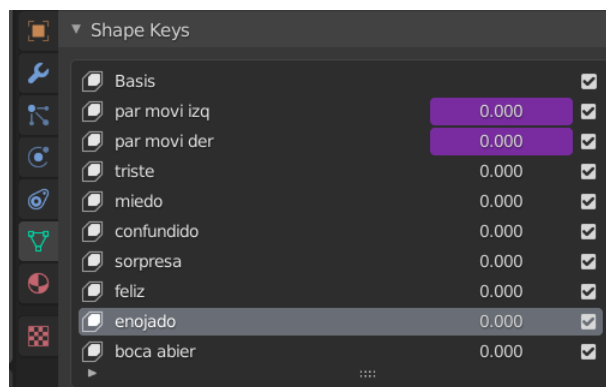 Shape Keys
Basis
par movi izq 0.000
par movi der 0.000
triste 0.000
miedo 0.000
confundido 0.000
sorpresa 0.000
feliz 0.000
enojado 0.000
boca abier 0.000